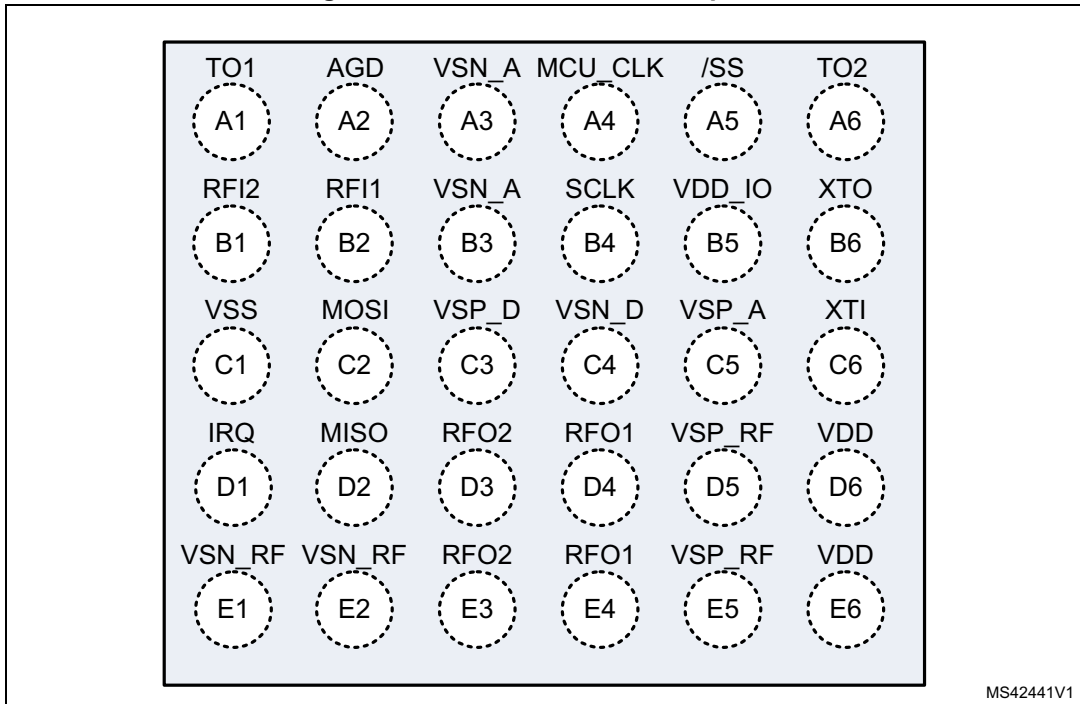 TO1 AGD VSN_A MCU_CLK /SS TO2
A1 A2 A3 A4 A5 A6
RFI2 RFI1 VSN_A SCLK VDD_IO XTO
B1 B2 B3 B4 B5 B6
VSS MOSI VSP_D VSN_D VSP_A XTI
C1 C2 C3 C4 C5 C6
IRQ MISO RFO2 RFO1 VSP_RF VDD
D1 D2 D3 D4 D5 D6
VSN_RF VSN_RF RFO2 RFO1 VSP_RF VDD
E1 E2 E3 E4 E5 E6
MS42441V1